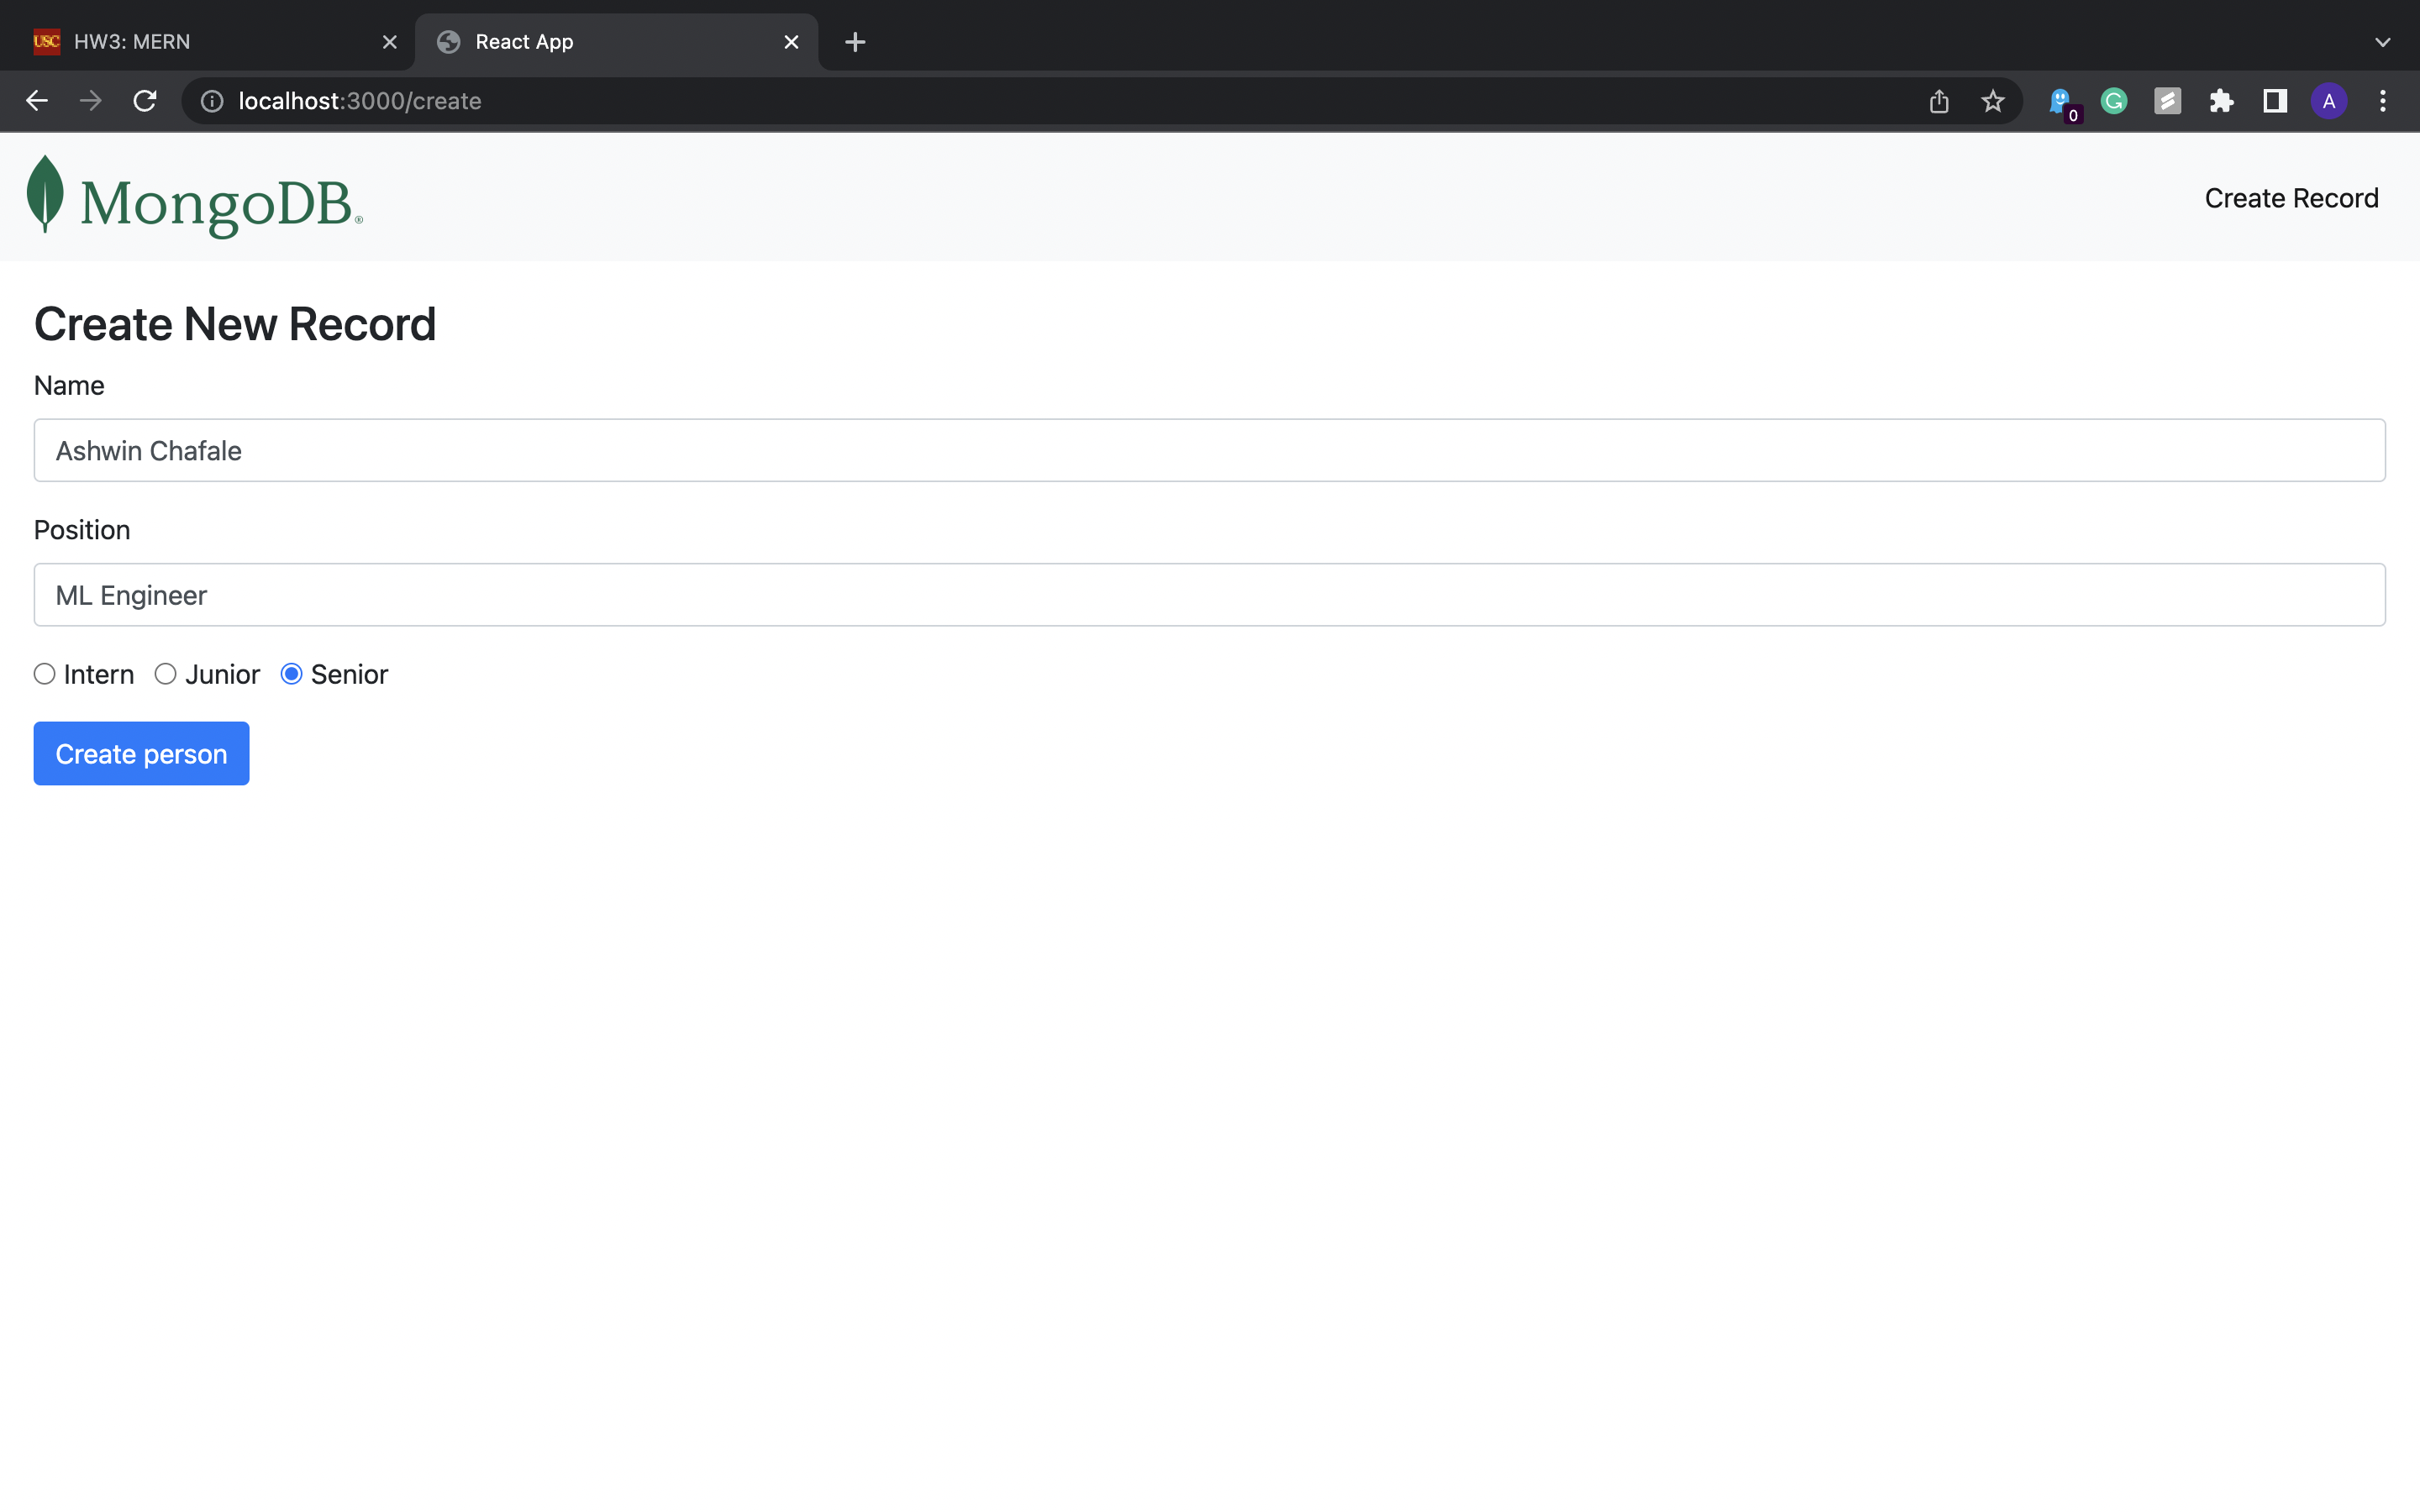 USC HW3: MERN
React App
localhost:3000/create
0
A
MongoDB®
Create Record
Create New Record
Name
Ashwin Chafale
Position
ML Engineer
Intern Junior Senior
Create person